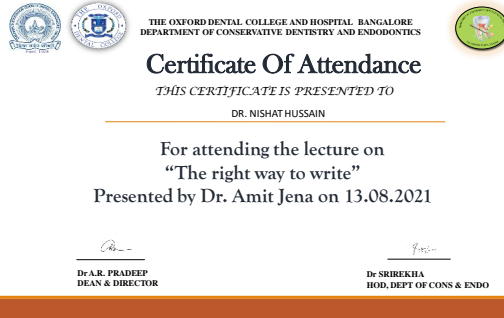 THE OXFORD DENTAL COLLEGE AND HOSPITAL BANGALORE
DEPARTMENT OF CONSERVATIVE DENTISTRY AND ENDODONTICS
Certificate Of Attendance
THIS CERTIFICATE IS PRESENTED TO
DR. NISHAT HUSSAIN
For attending the lecture on
“The right way to write”
Presented by Dr. Amit Jena on 13.08.2021
Dr A.R. PRADEEP
DEAN & DIRECTOR
Dr SRIREKHA
HOD, DEPT OF CONS & ENDO